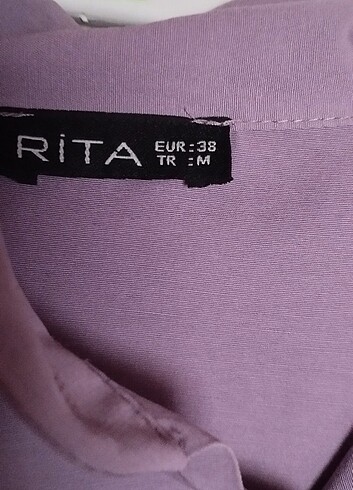 RİTA
EUR : 38
TR : M